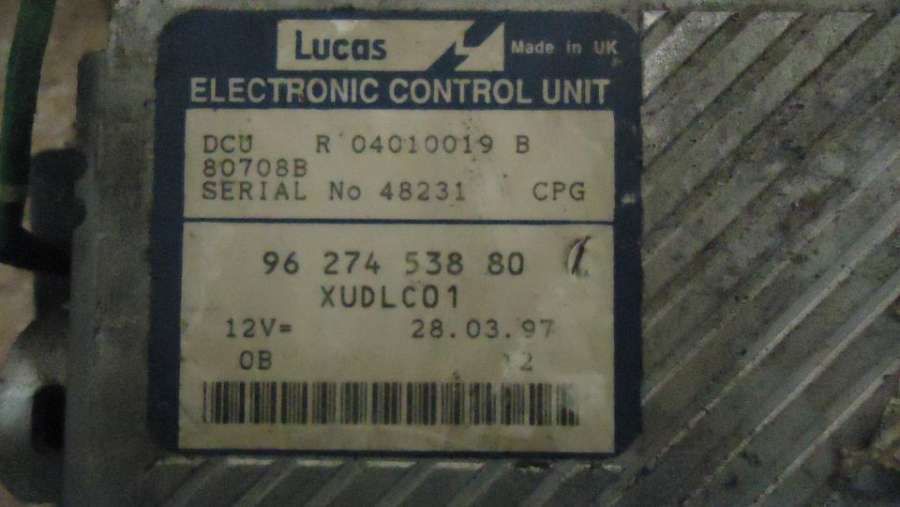 Lucas Made in UK
ELECTRONIC CONTROL UNIT
DCU R 04010019 B
80708B
SERIAL No 48231 CPG
96 274 538 80
XUDLC01
12V= 28.03.97
0B 2